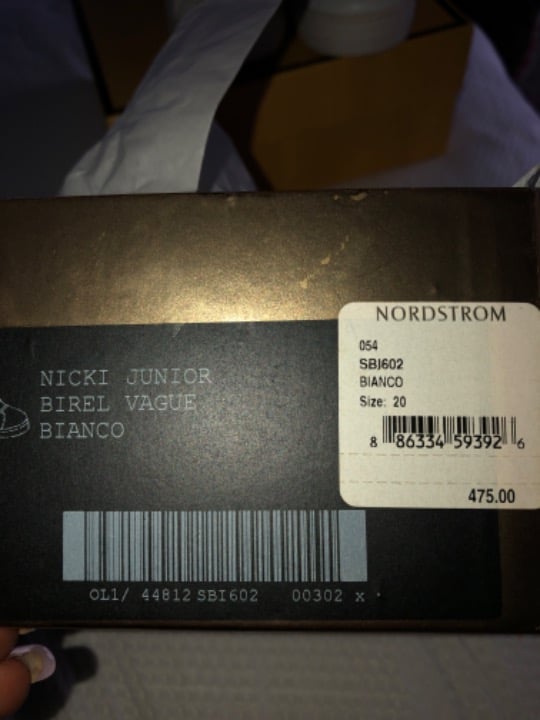 NICKI JUNIOR
BIREL VAGUE
BIANCO
OL1/ 44812 SBI602 00302 x
NORDSTROM
054
SBI602
BIANCO
Size: 20
8 86334 59392 6
475.00